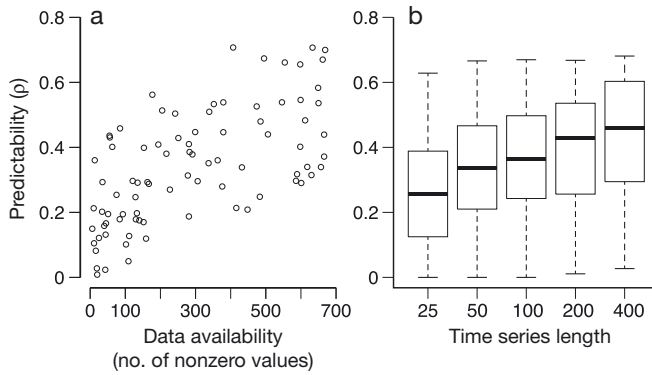 a
Predictability (ρ)
0.8
0.6
0.4
0.2
0
0 100 300 500 700
Data availability
(no. of nonzero values)
b
0.8
0.6
0.4
0.2
0
25 50 100 200 400
Time series length